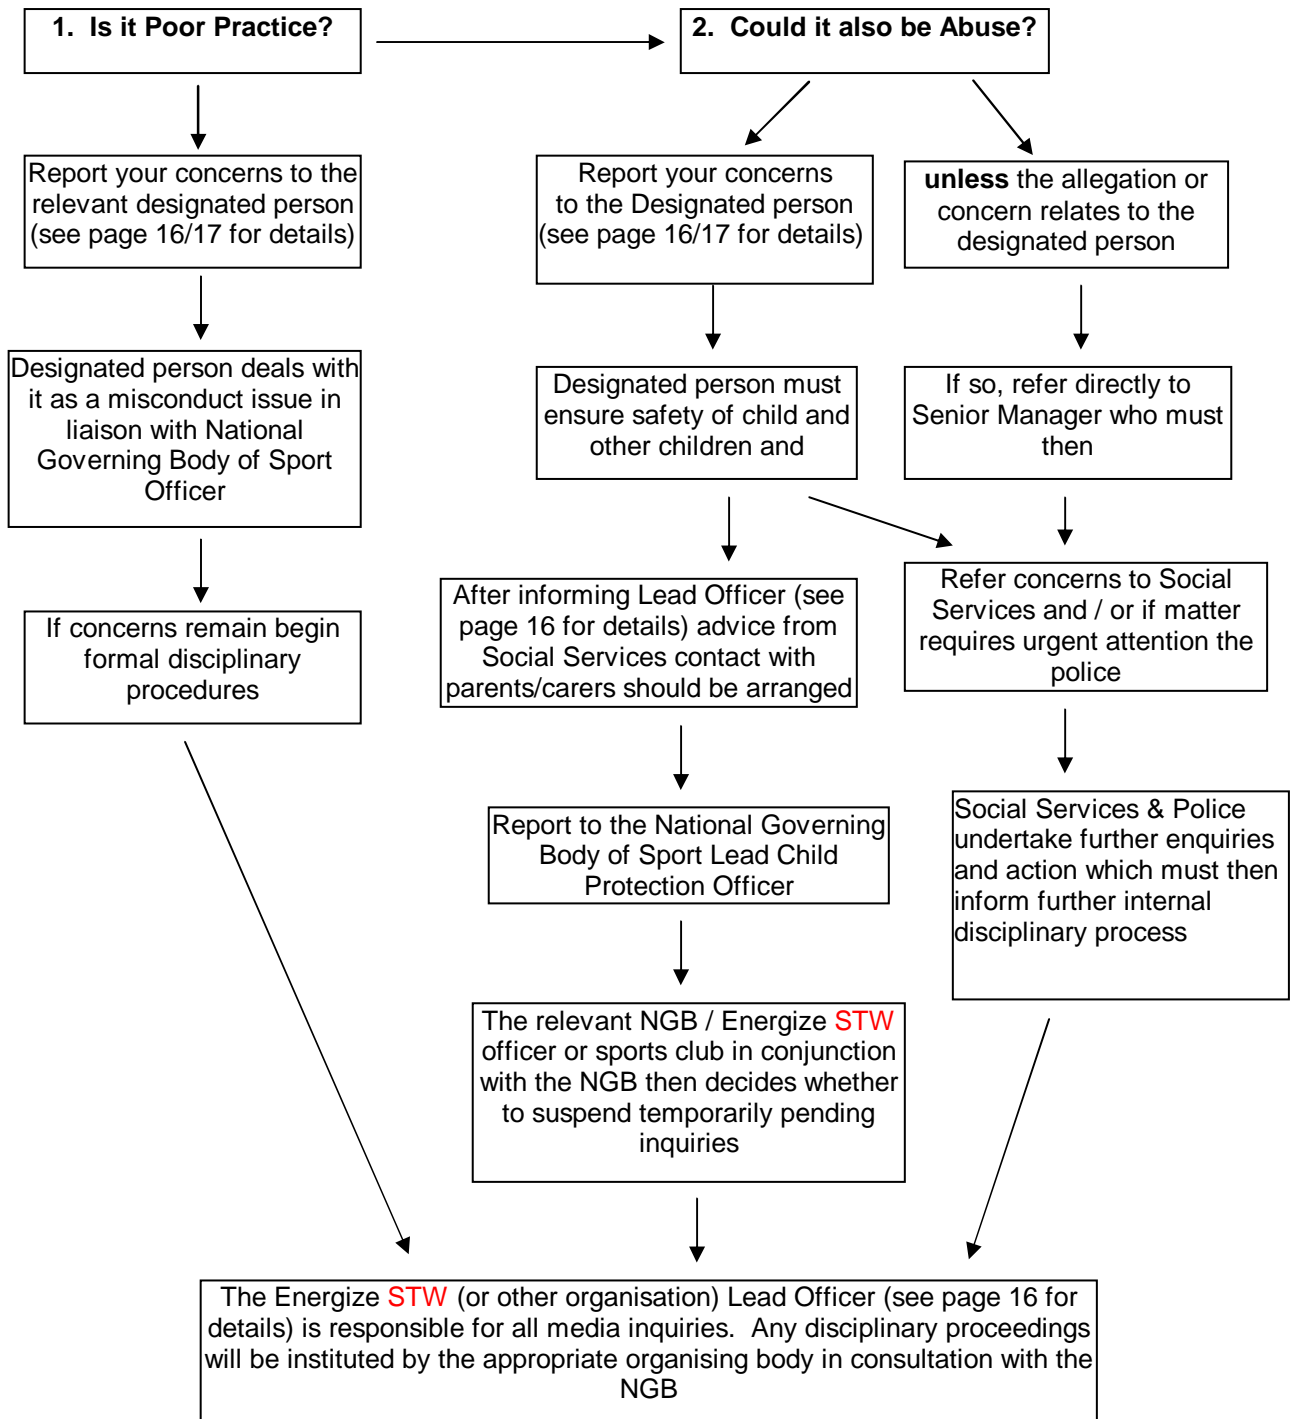 1. Is it Poor Practice?
2. Could it also be Abuse?
Report your concerns to the
relevant designated person
(see page 16/17 for details)
Report your concerns
to the Designated person
(see page 16/17 for details)
unless the allegation or
concern relates to the
designated person
Designated person deals with
it as a misconduct issue in
liaison with National
Governing Body of Sport
Officer
Designated person must
ensure safety of child and
other children and
If so, refer directly to
Senior Manager who must
then
If concerns remain begin
formal disciplinary
procedures
After informing Lead Officer (see
page 16 for details) advice from
Social Services contact with
parents/carers should be arranged
Refer concerns to Social
Services and / or if matter
requires urgent attention the
police
Report to the National Governing
Body of Sport Lead Child
Protection Officer
Social Services & Police
undertake further enquiries
and action which must then
inform further internal
disciplinary process
The relevant NGB / Energize STW
officer or sports club in conjunction
with the NGB then decides whether
to suspend temporarily pending
inquiries
The Energize STW (or other organisation) Lead Officer (see page 16 for
details) is responsible for all media inquiries. Any disciplinary proceedings
will be instituted by the appropriate organising body in consultation with the
NGB